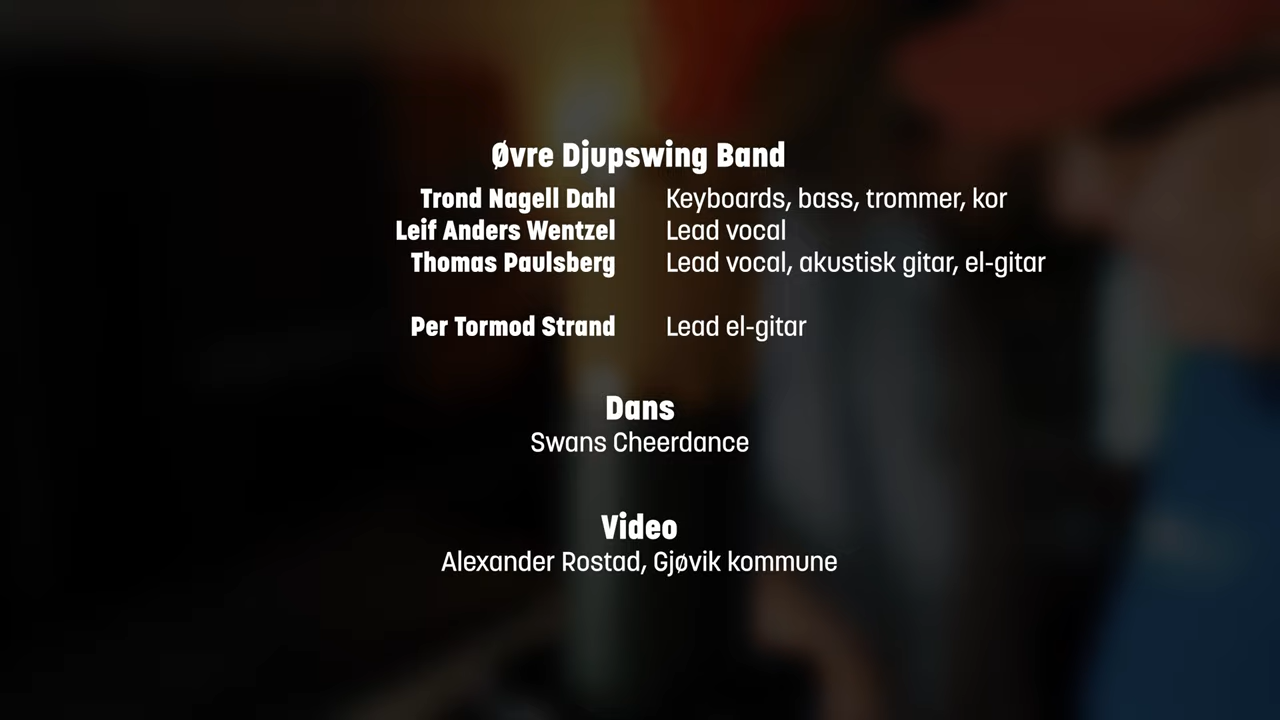 Øvre Djupswing Band
Trond Nagell Dahl Keyboards, bass, trommer, kor
Leif Anders Wentzel Lead vocal
Thomas Paulsberg Lead vocal, akustisk gitar, el-gitar
Per Tormod Strand Lead el-gitar
Dans
Swans Cheerdance
Video
Alexander Rostad, Gjøvik kommune